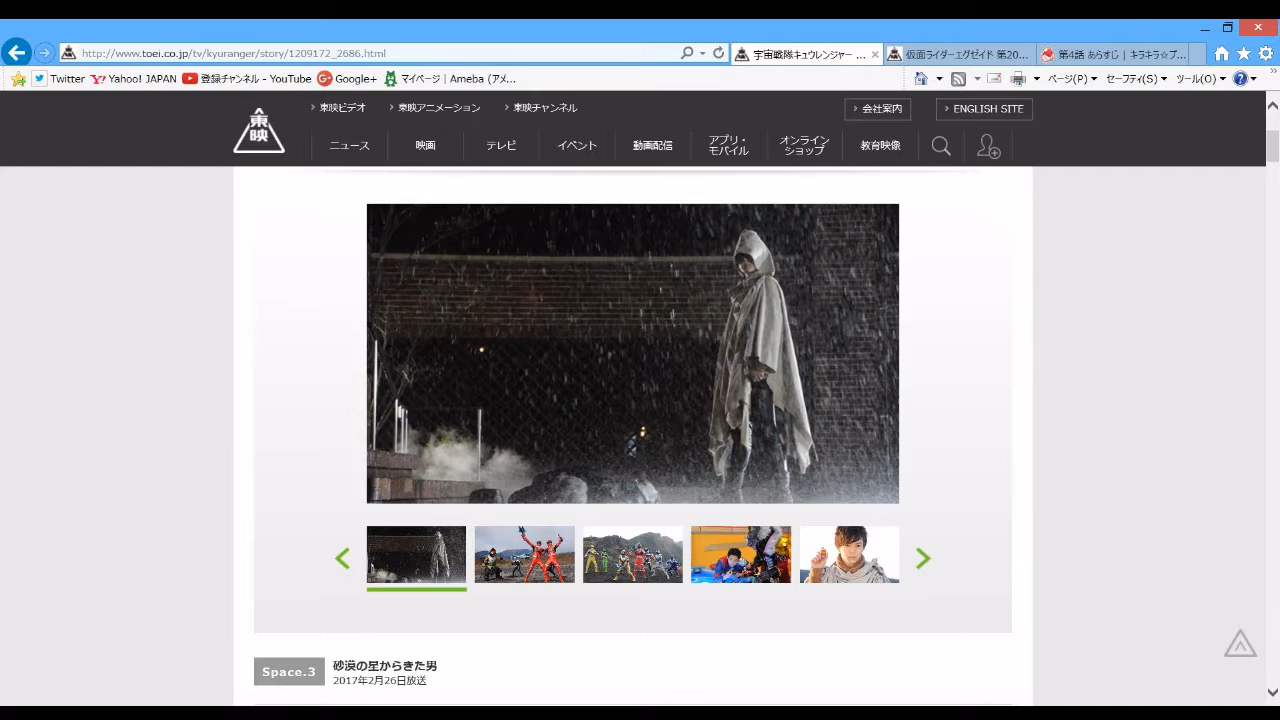 http://www.toei.co.jp/tv/kyuranger/story/1209172_2686.html
宇宙戦隊キュウレンジャー ...
仮面ライダーエグゼイド 第20...
第4話 あらすじ | キラキラ☆プ...
Twitter
Yahoo! JAPAN
登録チャンネル - YouTube
Google+
マイページ | Ameba (アメ...
ページ(P)
セーフティ(S)
ツール(O)
東映
東映ビデオ
東映アニメーション
東映チャンネル
会社案内
ENGLISH SITE
ニュース
映画
テレビ
イベント
動画配信
アプリ・
モバイル
オンライン
ショップ
教育映像
Space.3
砂漠の星からきた男
2017年2月26日放送